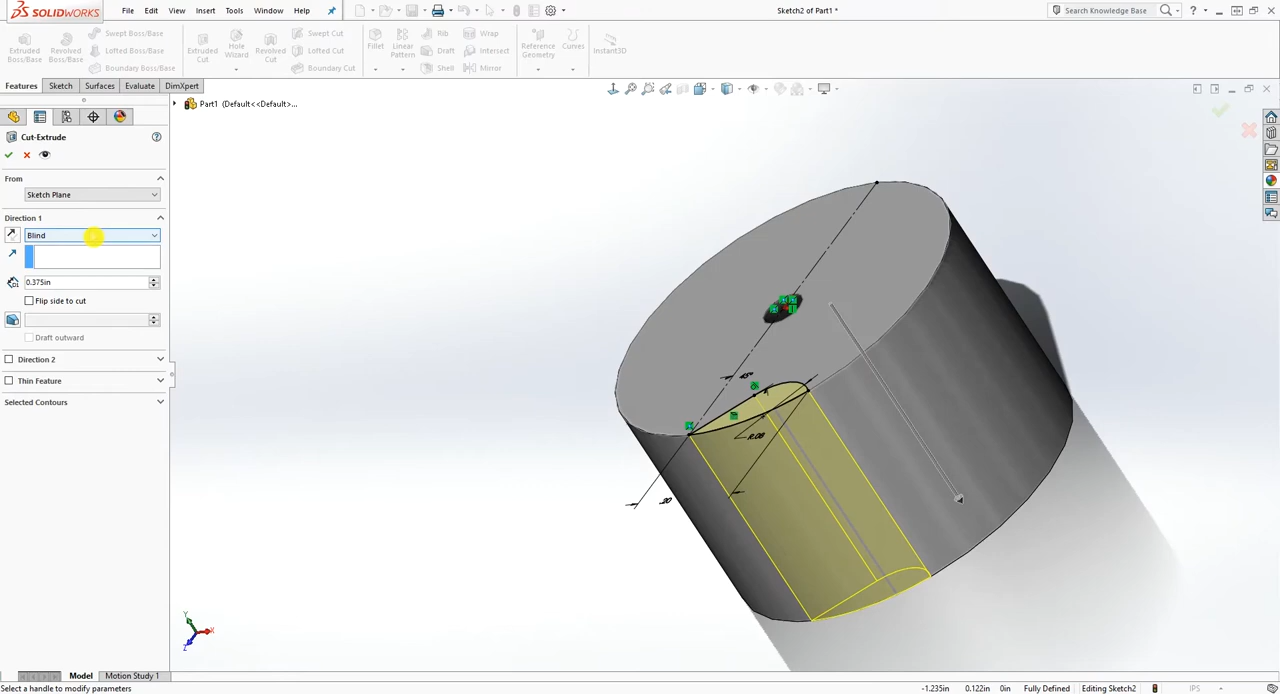 SOLIDWORKS
File Edit View Insert Tools Window Help
Sketch2 of Part1 *
Search Knowledge Base
Extruded Boss/Base
Revolved Boss/Base
Swept Boss/Base
Lofted Boss/Base
Boundary Boss/Base
Extruded Cut
Hole Wizard
Revolved Cut
Swept Cut
Lofted Cut
Boundary Cut
Fillet
Linear Pattern
Rib
Draft
Shell
Wrap
Intersect
Mirror
Reference Geometry
Curves
Instant3D
Features Sketch Surfaces Evaluate DimXpert
Part1 (Default<<Default>...
Cut-Extrude
From
Sketch Plane
Direction 1
Blind
0.375in
Flip side to cut
Draft outward
Direction 2
Thin Feature
Selected Contours
45°
R.08
.20
Y
X
Z
Model Motion Study 1
Select a handle to modify parameters
-1.235in 0.122in 0in Fully Defined Editing Sketch2 IPS